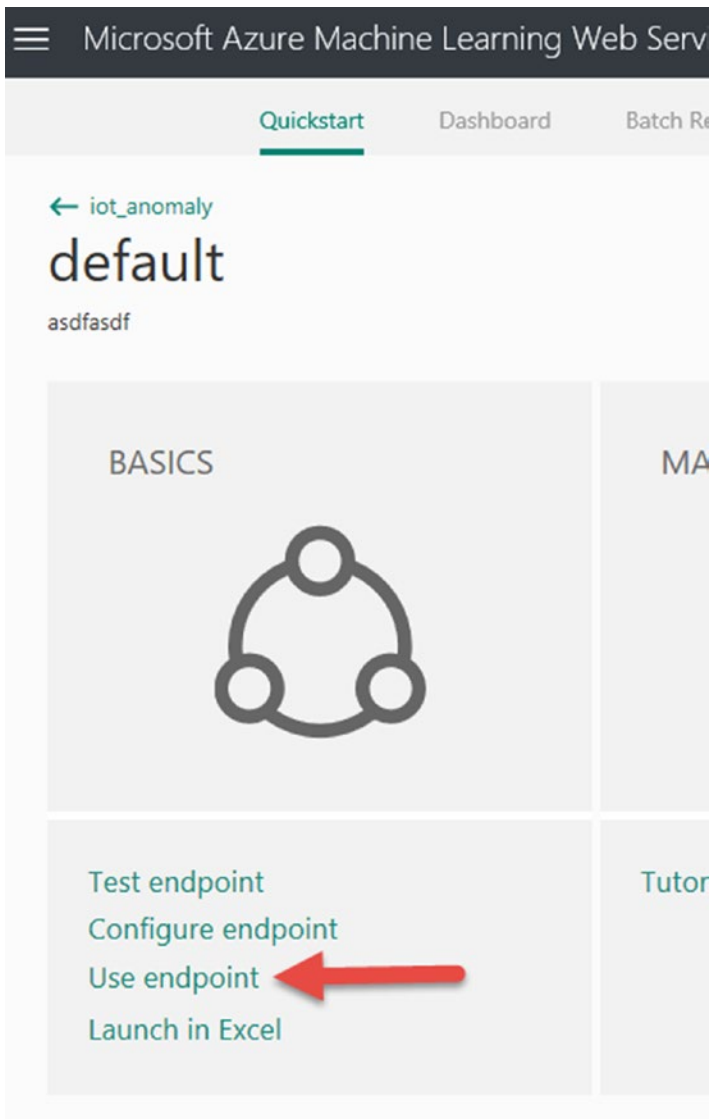 Microsoft Azure Machine Learning Web Serv
Quickstart Dashboard Batch Re
iot_anomaly
default
asdfasdf
BASICS
MA
Test endpoint
Tutor
Configure endpoint
Use endpoint
Launch in Excel